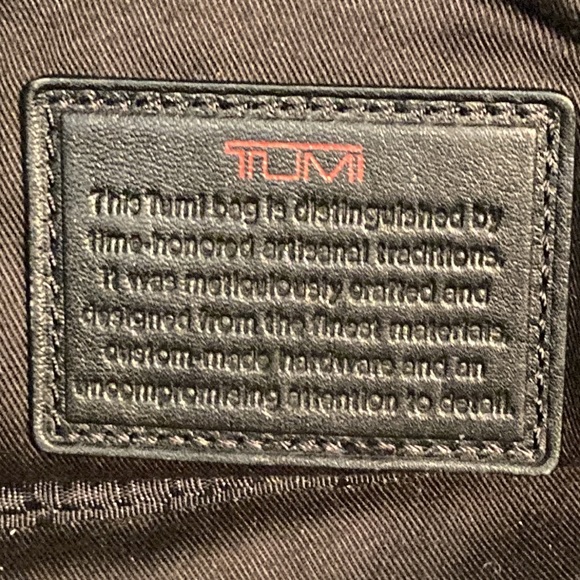 TUMI
This Tumi bag is distinguished by
time-honored artisanal traditions.
It was meticulously crafted and
designed from the finest materials,
custom-made hardware and an
uncompromising attention to detail.